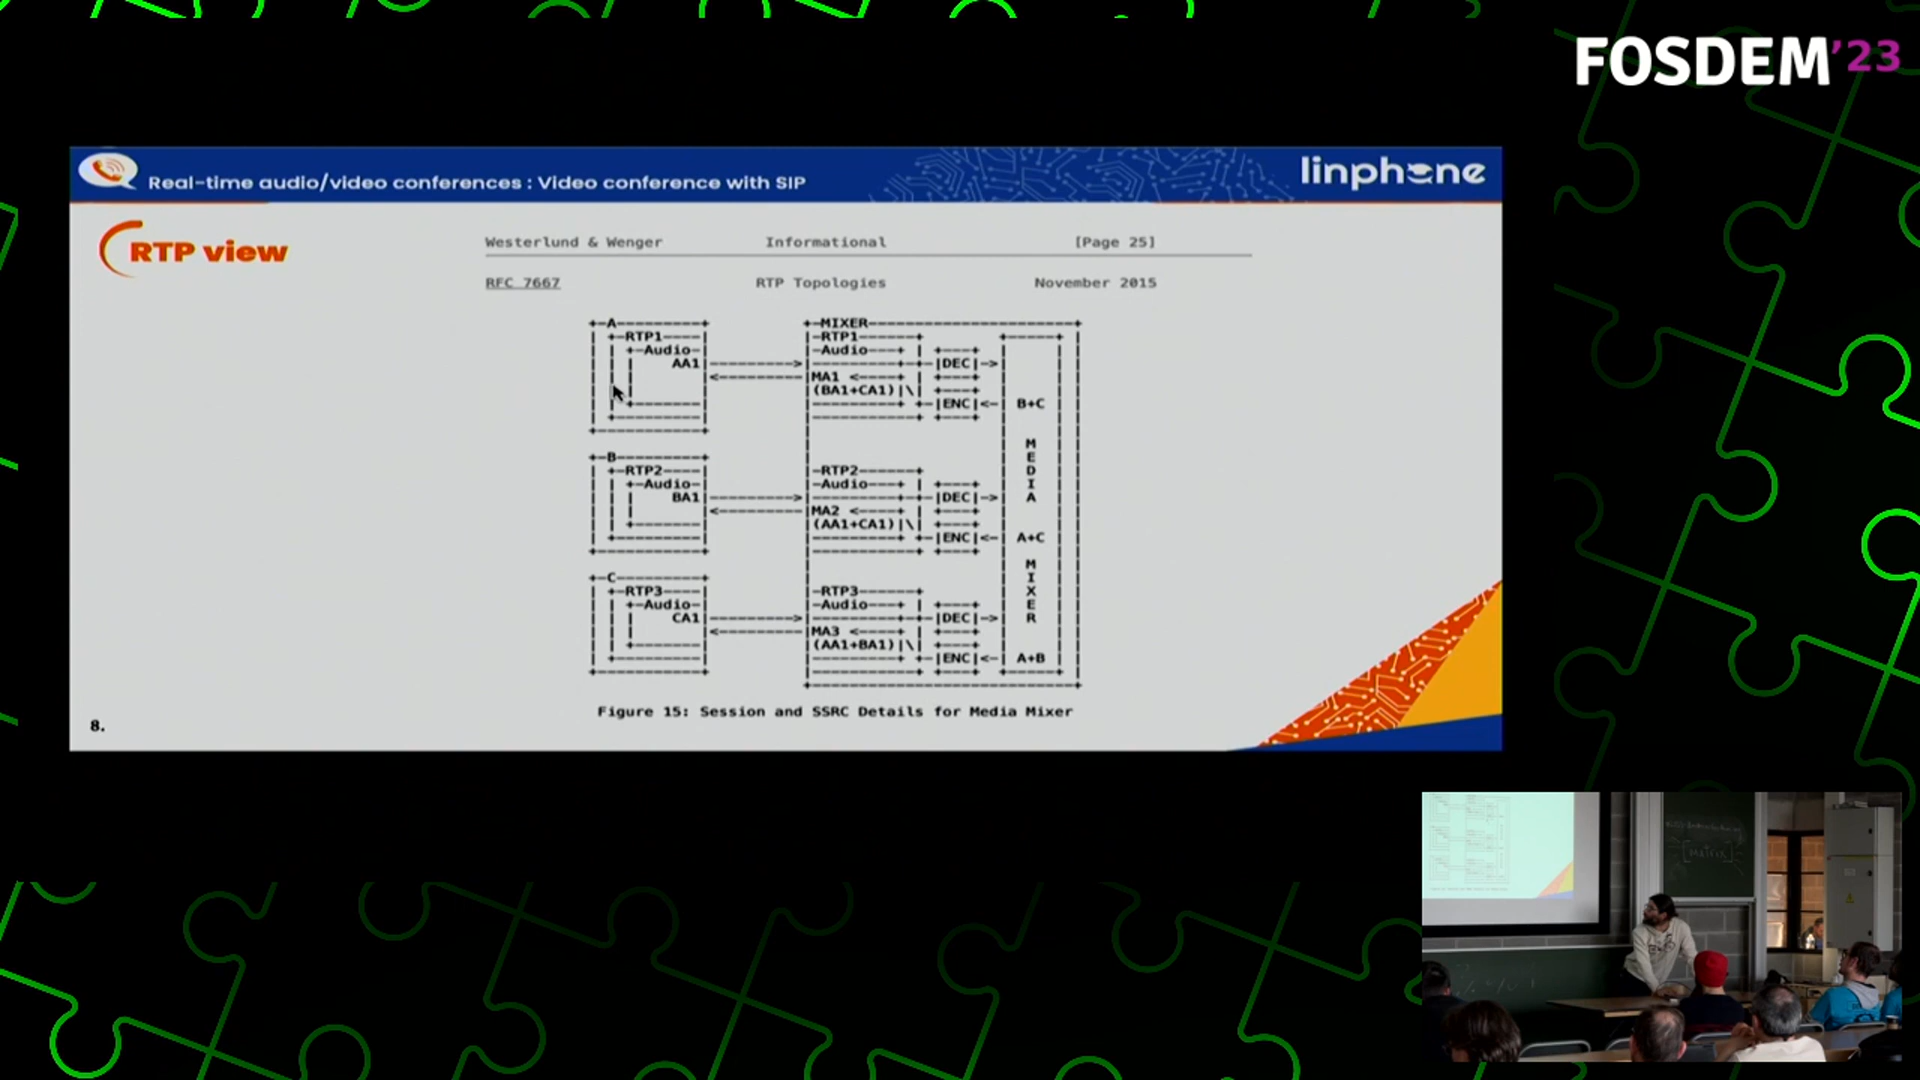 FOSDEM'23
Real-time audio/video conferences : Video conference with SIP
linphone
RTP view
Westerlund & Wenger Informational [Page 25]
RFC 7667 RTP Topologies November 2015
+-A---------+ +-MIXER----------------------+
| +-RTP1----| |-RTP1------+ +-----+ |
| | +-Audio-| |-Audio---+ | +---+ | | |
| | | AA1|--------->|---------+-+-|DEC|->| | |
| | | |<---------|MA1 <----+ | +---+ | | |
| | | | |(BA1+CA1)|\| +---+ | | |
| | +-------| |---------+ +-|ENC|<-| B+C | |
| +---------| |-----------+ +---+ | | |
+-----------+ | | | |
| | M | |
+-B---------+ | | E | |
| +-RTP2----| |-RTP2------+ | D | |
| | +-Audio-| |-Audio---+ | +---+ | I | |
| | | BA1|--------->|---------+-+-|DEC|->| A | |
| | | |<---------|MA2 <----+ | +---+ | | |
| | +-------| |(AA1+CA1)|\| +---+ | | |
| +---------| |---------+ +-|ENC|<-| A+C | |
+-----------+ |-----------+ +---+ | | |
| | M | |
+-C---------+ | | I | |
| +-RTP3----| |-RTP3------+ | X | |
| | +-Audio-| |-Audio---+ | +---+ | E | |
| | | CA1|--------->|---------+-+-|DEC|->| R | |
| | | |<---------|MA3 <----+ | +---+ | | |
| | +-------| |(AA1+BA1)|\| +---+ | | |
| +---------| |---------+ +-|ENC|<-| A+B | |
+-----------+ |-----------+ +---+ +-----+ |
+----------------------------+
Figure 15: Session and SSRC Details for Media Mixer
8.